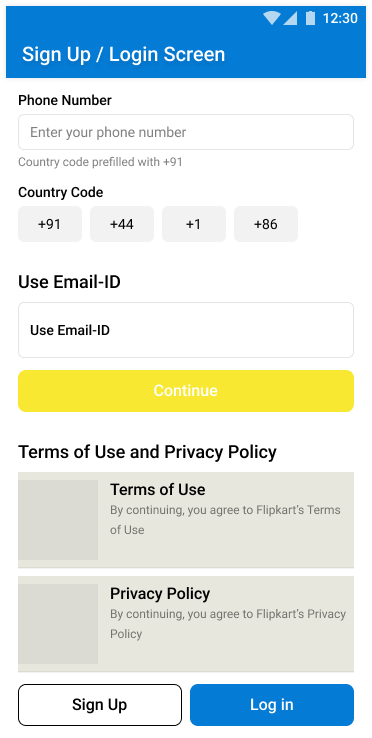 12:30
Sign Up / Login Screen
Phone Number
Enter your phone number
Country code prefilled with +91
Country Code
+91 +44 +1 +86
Use Email-ID
Use Email-ID
Continue
Terms of Use and Privacy Policy
Terms of Use
By continuing, you agree to Flipkart's Terms
of Use
Privacy Policy
By continuing, you agree to Flipkart's Privacy
Policy
Sign Up Log in